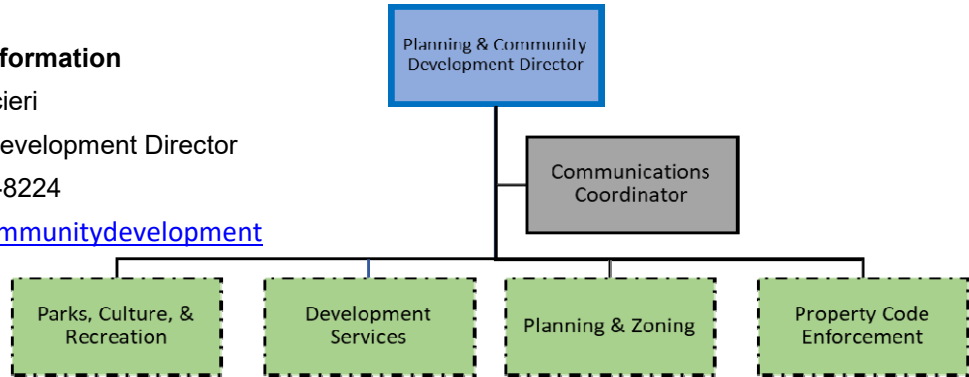 formation
cieri
evelopment Director
-8224
mmunitydevelopment
Planning & Community
Development Director
Communications
Coordinator
Parks, Culture, &
Recreation
Development
Services
Planning & Zoning
Property Code
Enforcement